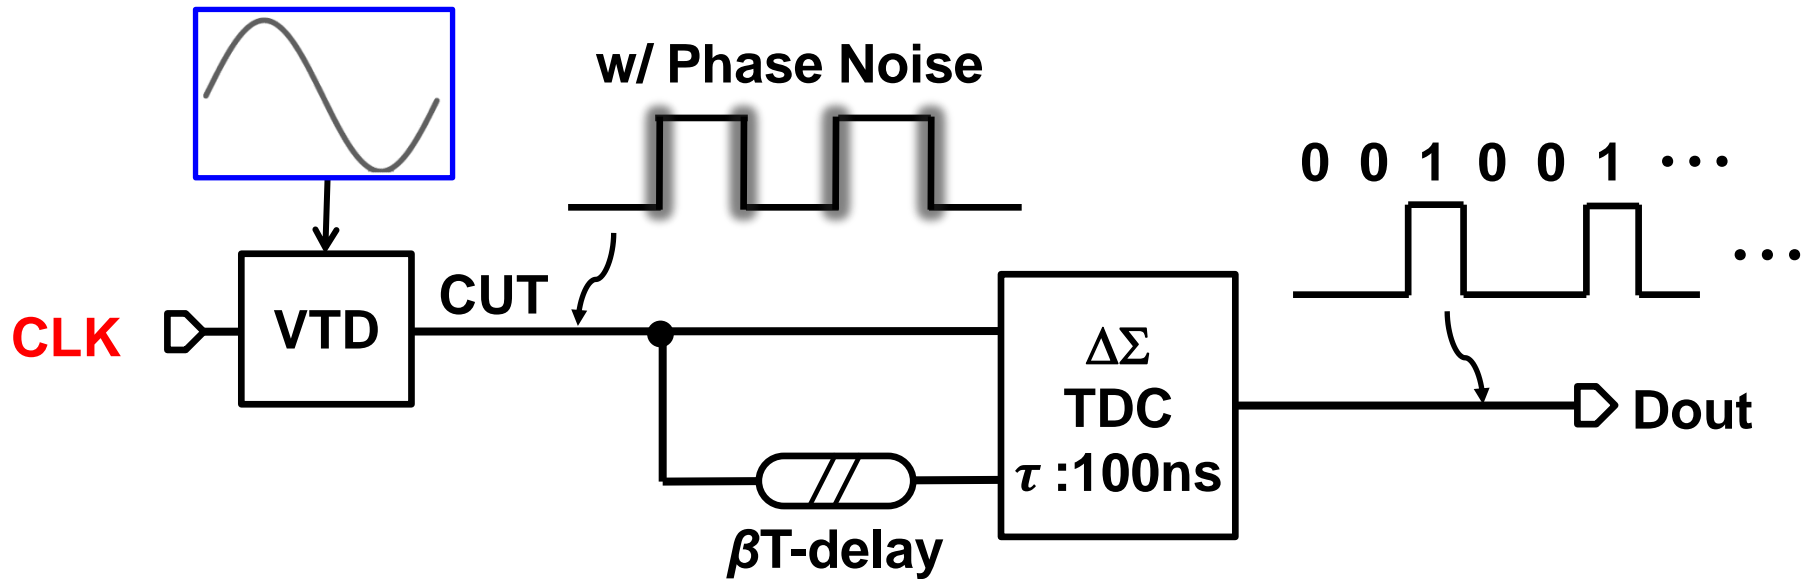 w/ Phase Noise
0 0 1 0 0 1 ···
···
CLK
VTD
CUT
ΔΣ
TDC
τ :100ns
βT-delay
Dout